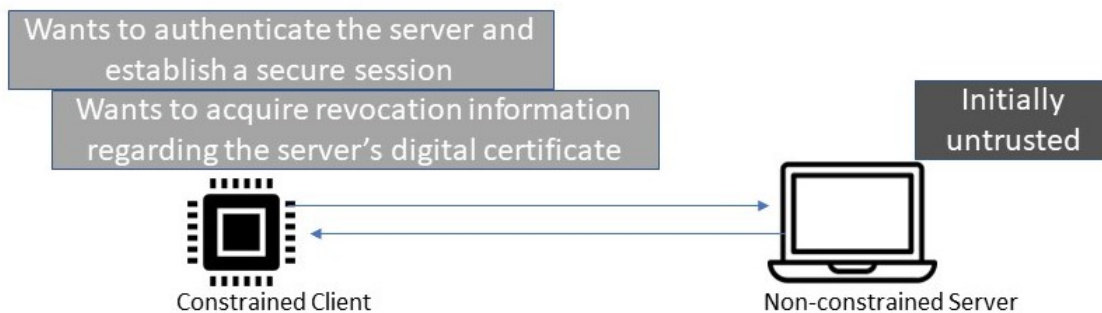 Wants to authenticate the server and
establish a secure session
Wants to acquire revocation information
regarding the server's digital certificate
Initially
untrusted
Constrained Client
Non-constrained Server